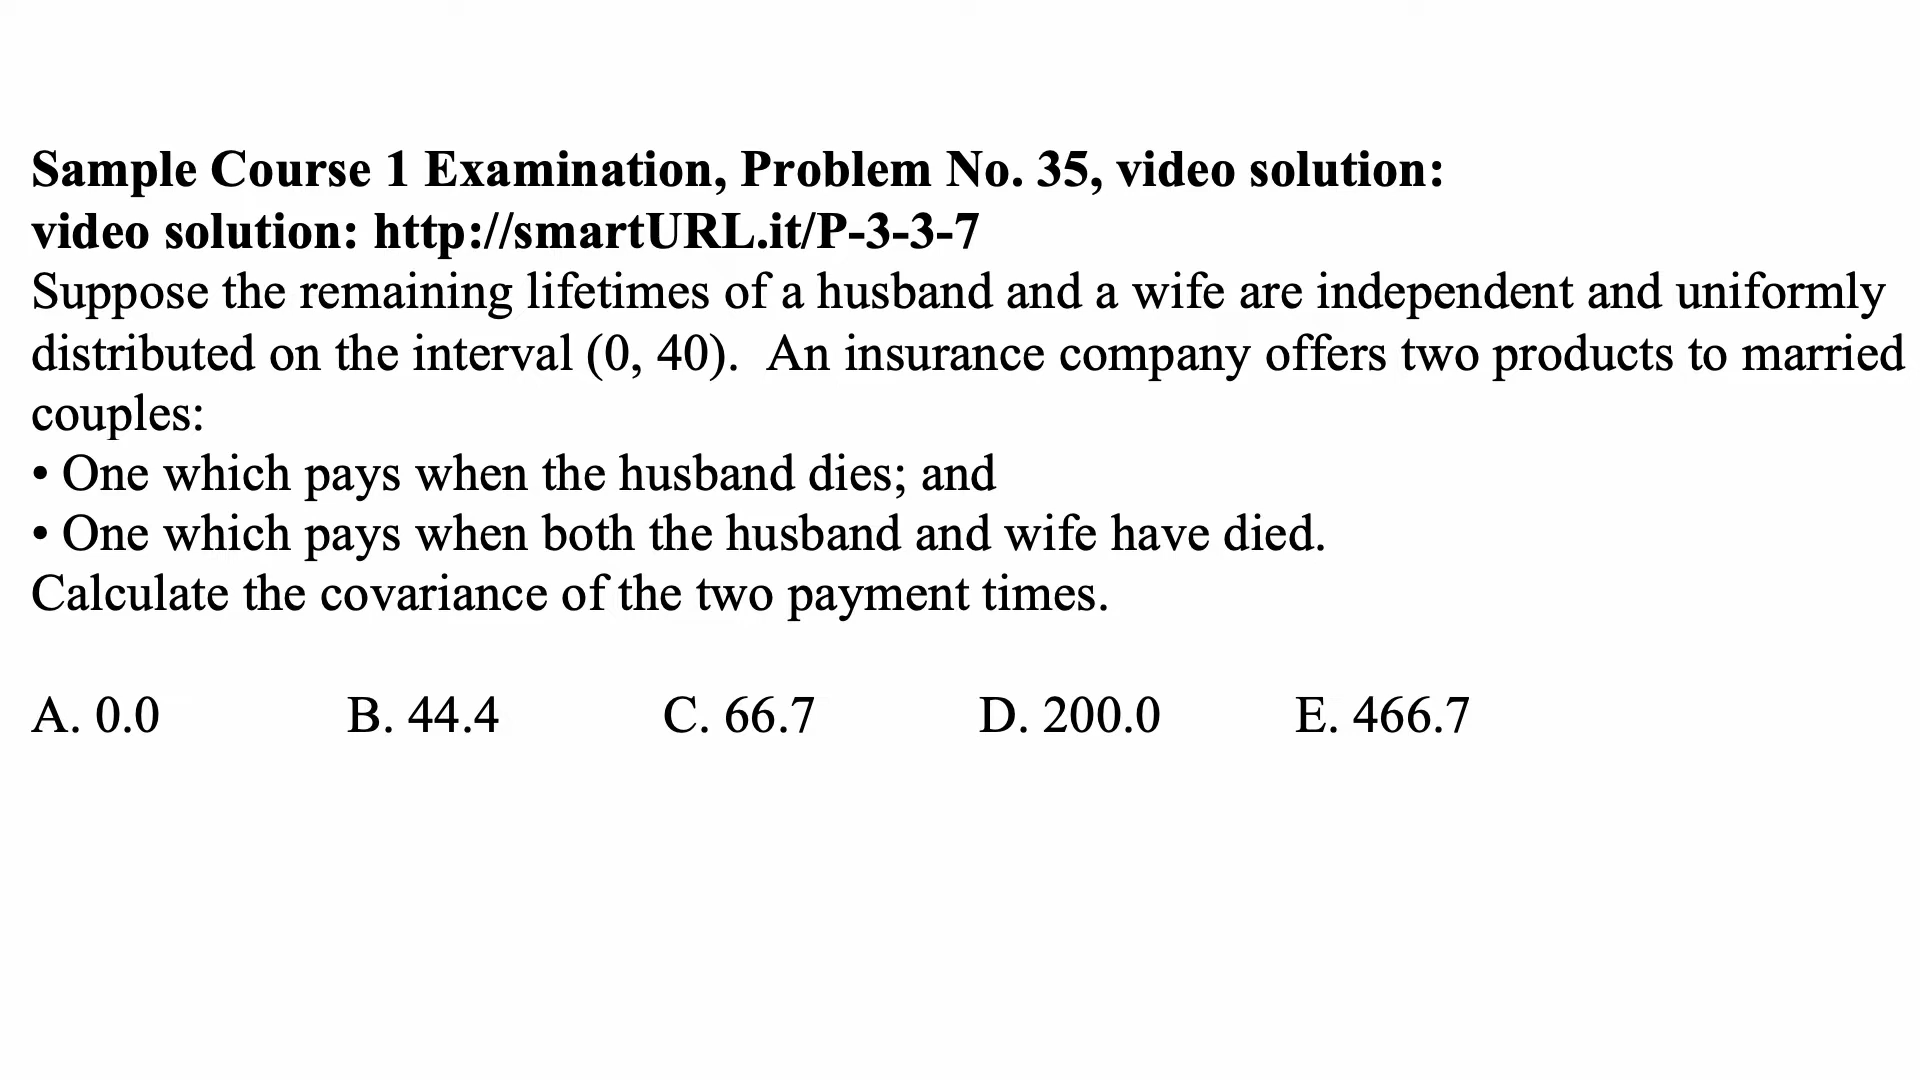 Sample Course 1 Examination, Problem No. 35, video solution:
video solution: http://smartURL.it/P-3-3-7
Suppose the remaining lifetimes of a husband and a wife are independent and uniformly
distributed on the interval (0, 40).  An insurance company offers two products to married
couples:
• One which pays when the husband dies; and
• One which pays when both the husband and wife have died.
Calculate the covariance of the two payment times.
A. 0.0 B. 44.4 C. 66.7 D. 200.0 E. 466.7